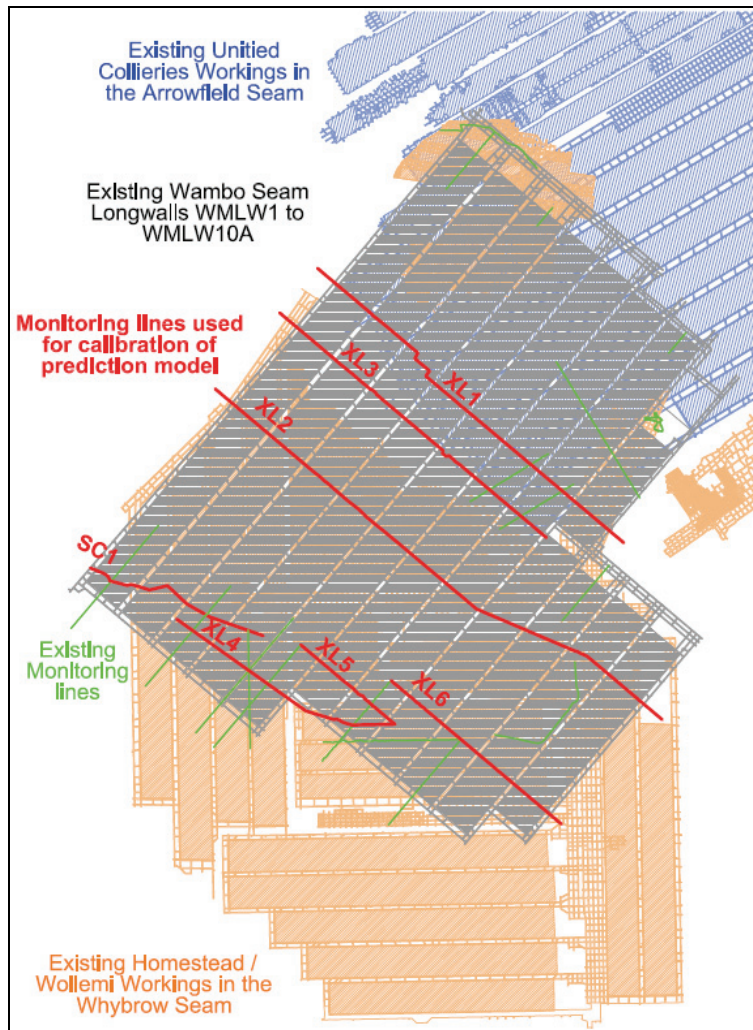 Existing Unitied
Collieries Workings in
the Arrowfield Seam
Existing Wambo Seam
Longwalls WMLW1 to
WMLW10A
Monitoring lines used
for calibration of
prediction model
XL1
XL3
XL2
SC1
XL4
XL5
XL6
Existing
Monitoring
lines
Existing Homestead /
Wollemi Workings in the
Whybrow Seam